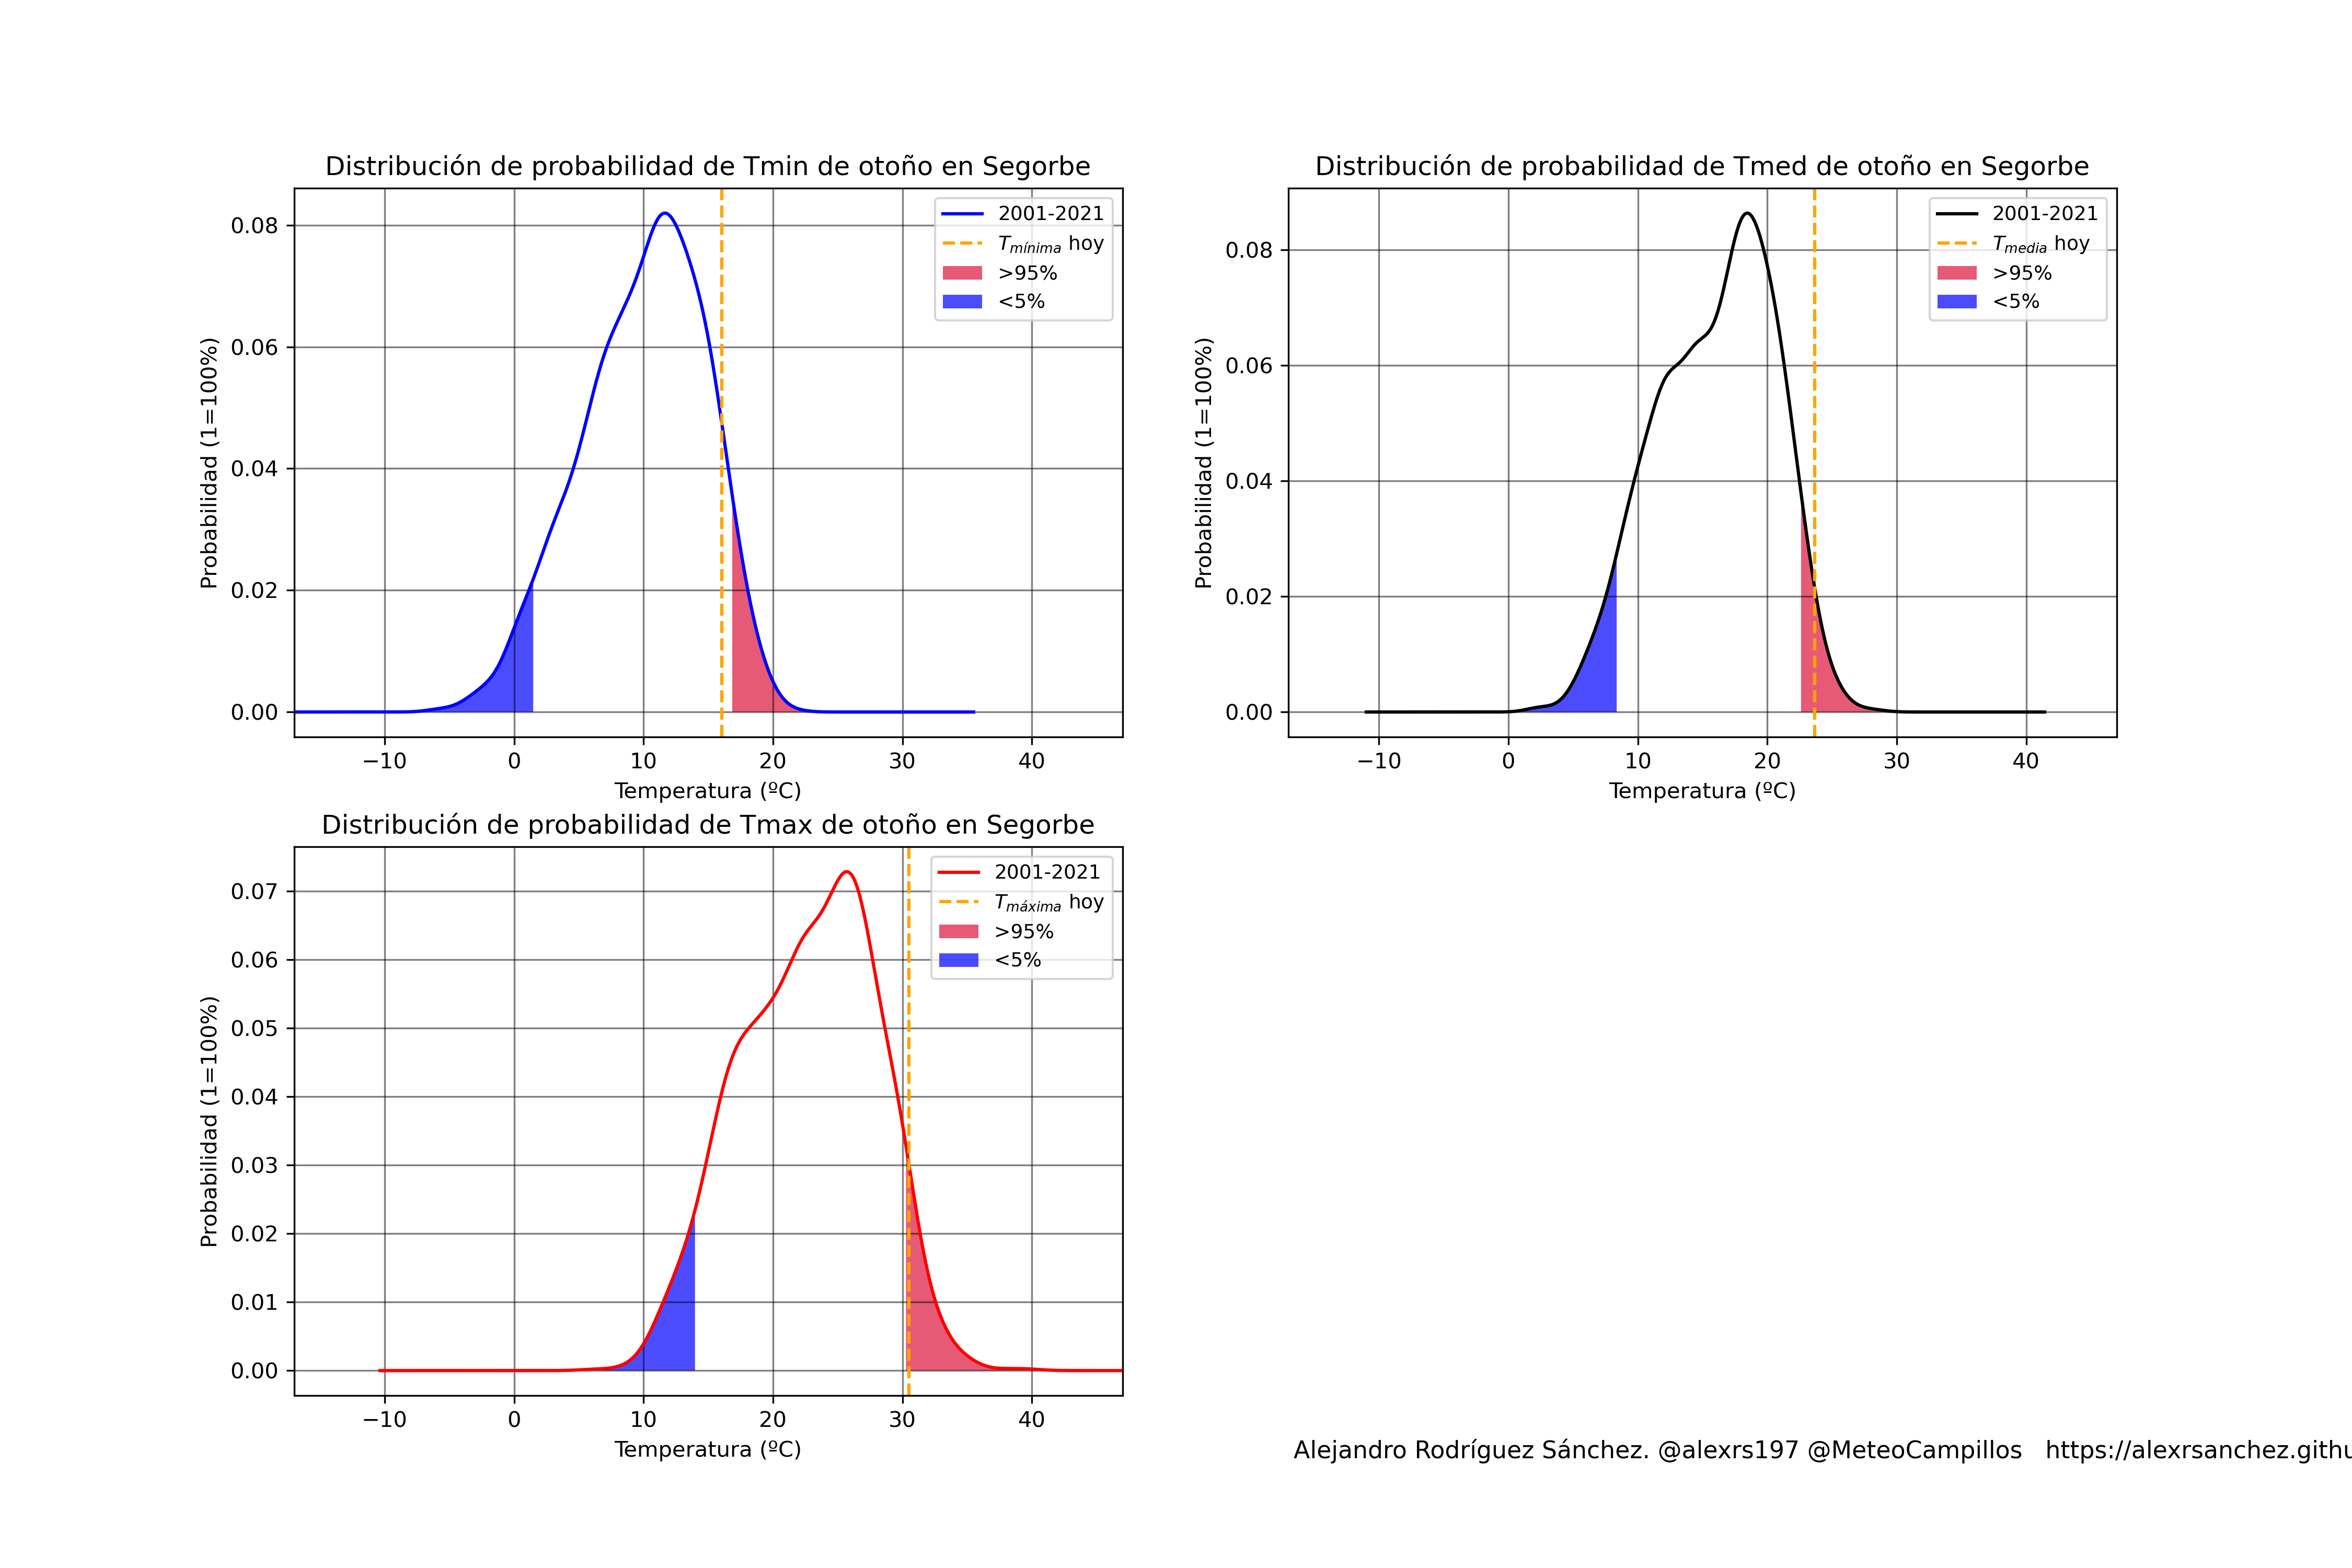 Distribución de probabilidad de Tmin de otoño en Segorbe
Probabilidad (1=100%)
0.08
0.06
0.04
0.02
0.00
2001-2021
Tmínima hoy
>95%
<5%
−10 0 10 20 30 40
Temperatura (ºC)
Distribución de probabilidad de Tmed de otoño en Segorbe
Probabilidad (1=100%)
0.08
0.06
0.04
0.02
0.00
2001-2021
Tmedia hoy
>95%
<5%
−10 0 10 20 30 40
Temperatura (ºC)
Distribución de probabilidad de Tmax de otoño en Segorbe
Probabilidad (1=100%)
0.07
0.06
0.05
0.04
0.03
0.02
0.01
0.00
2001-2021
Tmáxima hoy
>95%
<5%
−10 0 10 20 30 40
Temperatura (ºC)
Alejandro Rodríguez Sánchez. @alexrs197 @MeteoCampillos https://alexrsanchez.githu